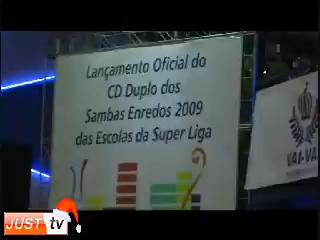 Lançamento Oficial do
CD Duplo dos
Sambas Enredos 2009
das Escolas da Super Liga
VAI-VAI
JUST tv